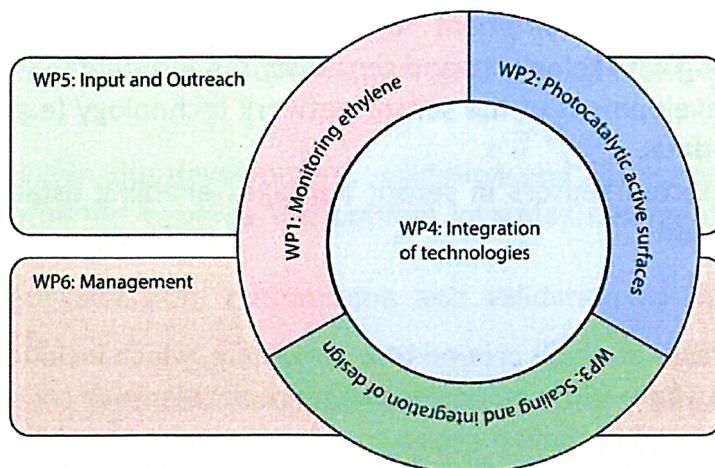 WP5: Input and Outreach
WP1: Monitoring ethylene
WP2: Photocatalytic active surfaces
WP4: Integration
of technologies
WP6: Management
WP3: Scaling and integration of design